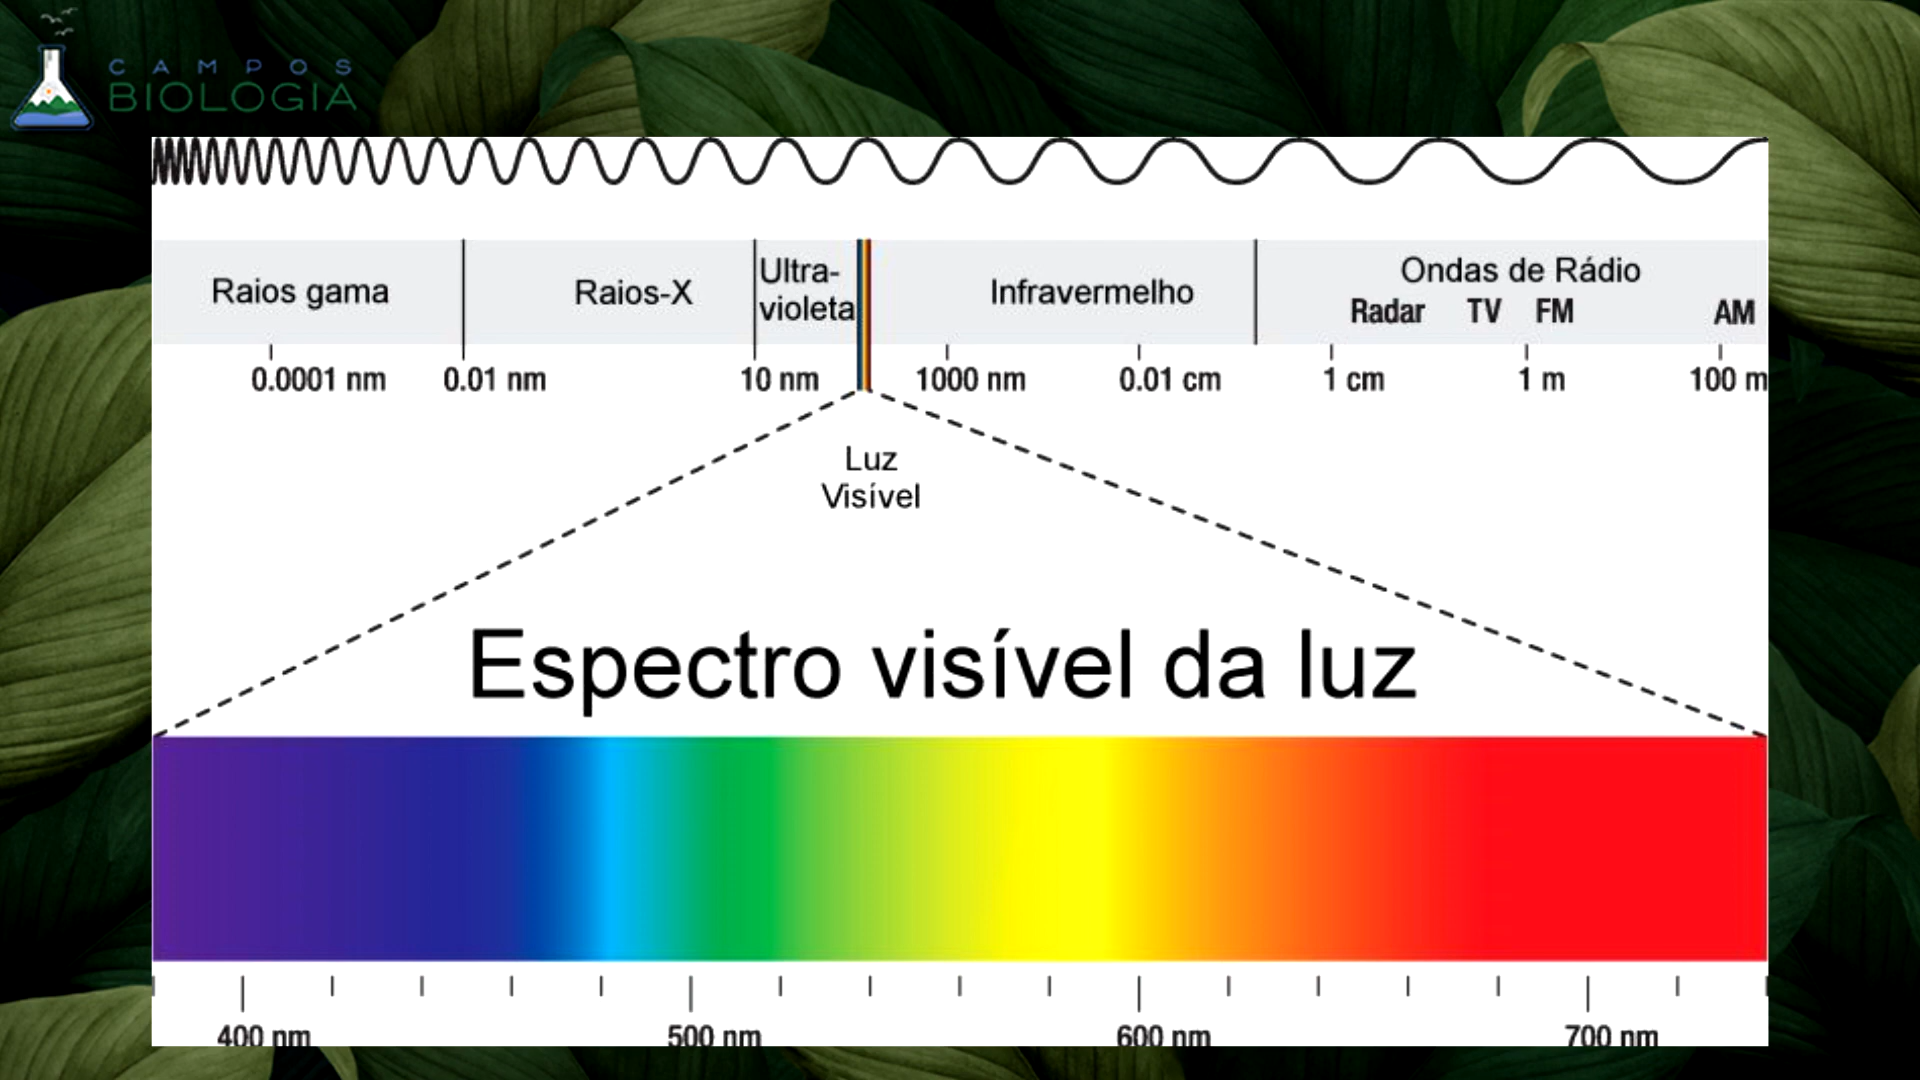 CAMPOS
BIOLOGIA
Raios gama
Raios-X
Ultra-
violeta
Infravermelho
Ondas de Rádio
Radar TV FM AM
0.0001 nm 0.01 nm 10 nm 1000 nm 0.01 cm 1 cm 1 m 100 m
Luz
Visível
Espectro visível da luz
400 nm 500 nm 600 nm 700 nm